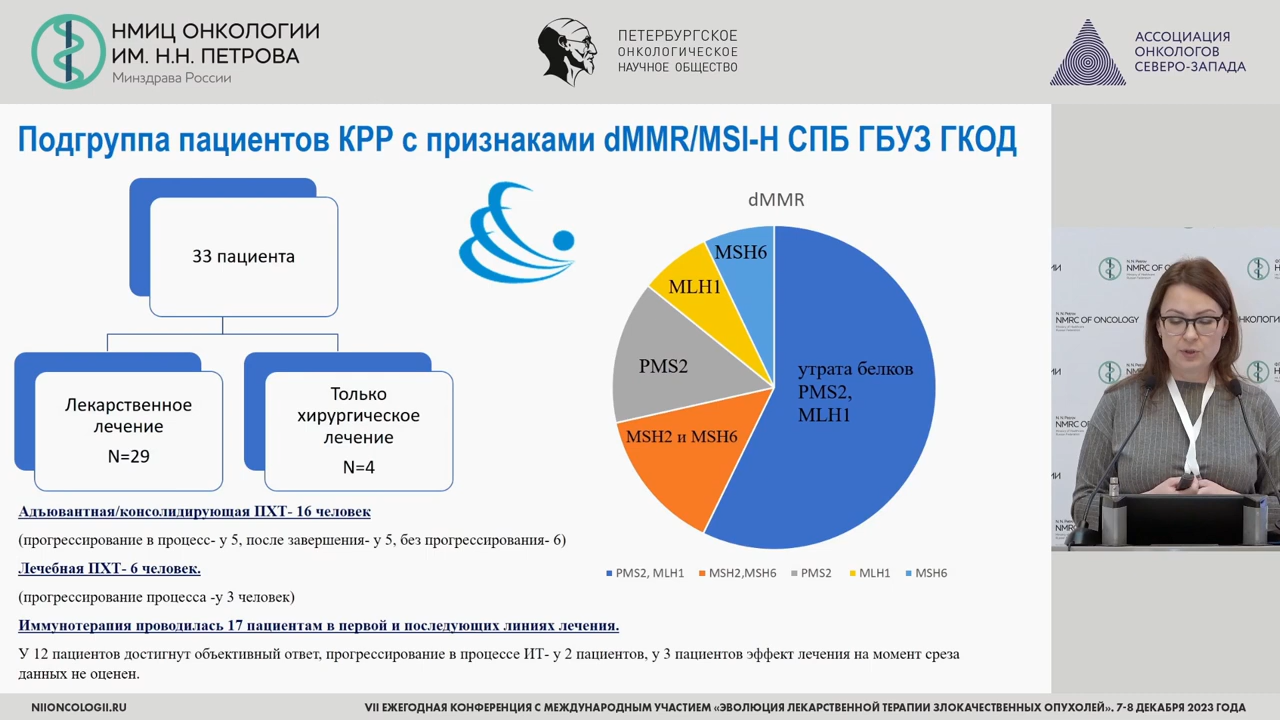 НМИЦ ОНКОЛОГИИ
ИМ. Н.Н. ПЕТРОВА
Минздрава России
ПЕТЕРБУРГСКОЕ
ОНКОЛОГИЧЕСКОЕ
НАУЧНОЕ ОБЩЕСТВО
АССОЦИАЦИЯ
ОНКОЛОГОВ
СЕВЕРО-ЗАПАДА
Подгруппа пациентов КРР с признаками dMMR/MSI-H СПБ ГБУЗ ГКОД
33 пациента
Лекарственное
лечение
N=29
Только
хирургическое
лечение
N=4
dMMR
MSH6
MLH1
PMS2
MSH2 и MSH6
утрата белков
PMS2,
MLH1
PMS2, MLH1
MSH2,MSH6
PMS2
MLH1
MSH6
Адъювантная/консолидирующая ПХТ- 16 человек
(прогрессирование в процесс- у 5, после завершения- у 5, без прогрессирования- 6)
Лечебная ПХТ- 6 человек.
(прогрессирование процесса -у 3 человек)
Иммунотерапия проводилась 17 пациентам в первой и последующих линиях лечения.
У 12 пациентов достигнут объективный ответ, прогрессирование в процессе ИТ- у 2 пациентов, у 3 пациентов эффект лечения на момент среза
данных не оценен.
NMRC OF
NMRC OF ONCOLOGY
NIIONCOLOGII.RU
VII ЕЖЕГОДНАЯ КОНФЕРЕНЦИЯ С МЕЖДУНАРОДНЫМ УЧАСТИЕМ «ЭВОЛЮЦИЯ ЛЕКАРСТВЕННОЙ ТЕРАПИИ ЗЛОКАЧЕСТВЕННЫХ ОПУХОЛЕЙ». 7-8 ДЕКАБРЯ 2023 ГОДА